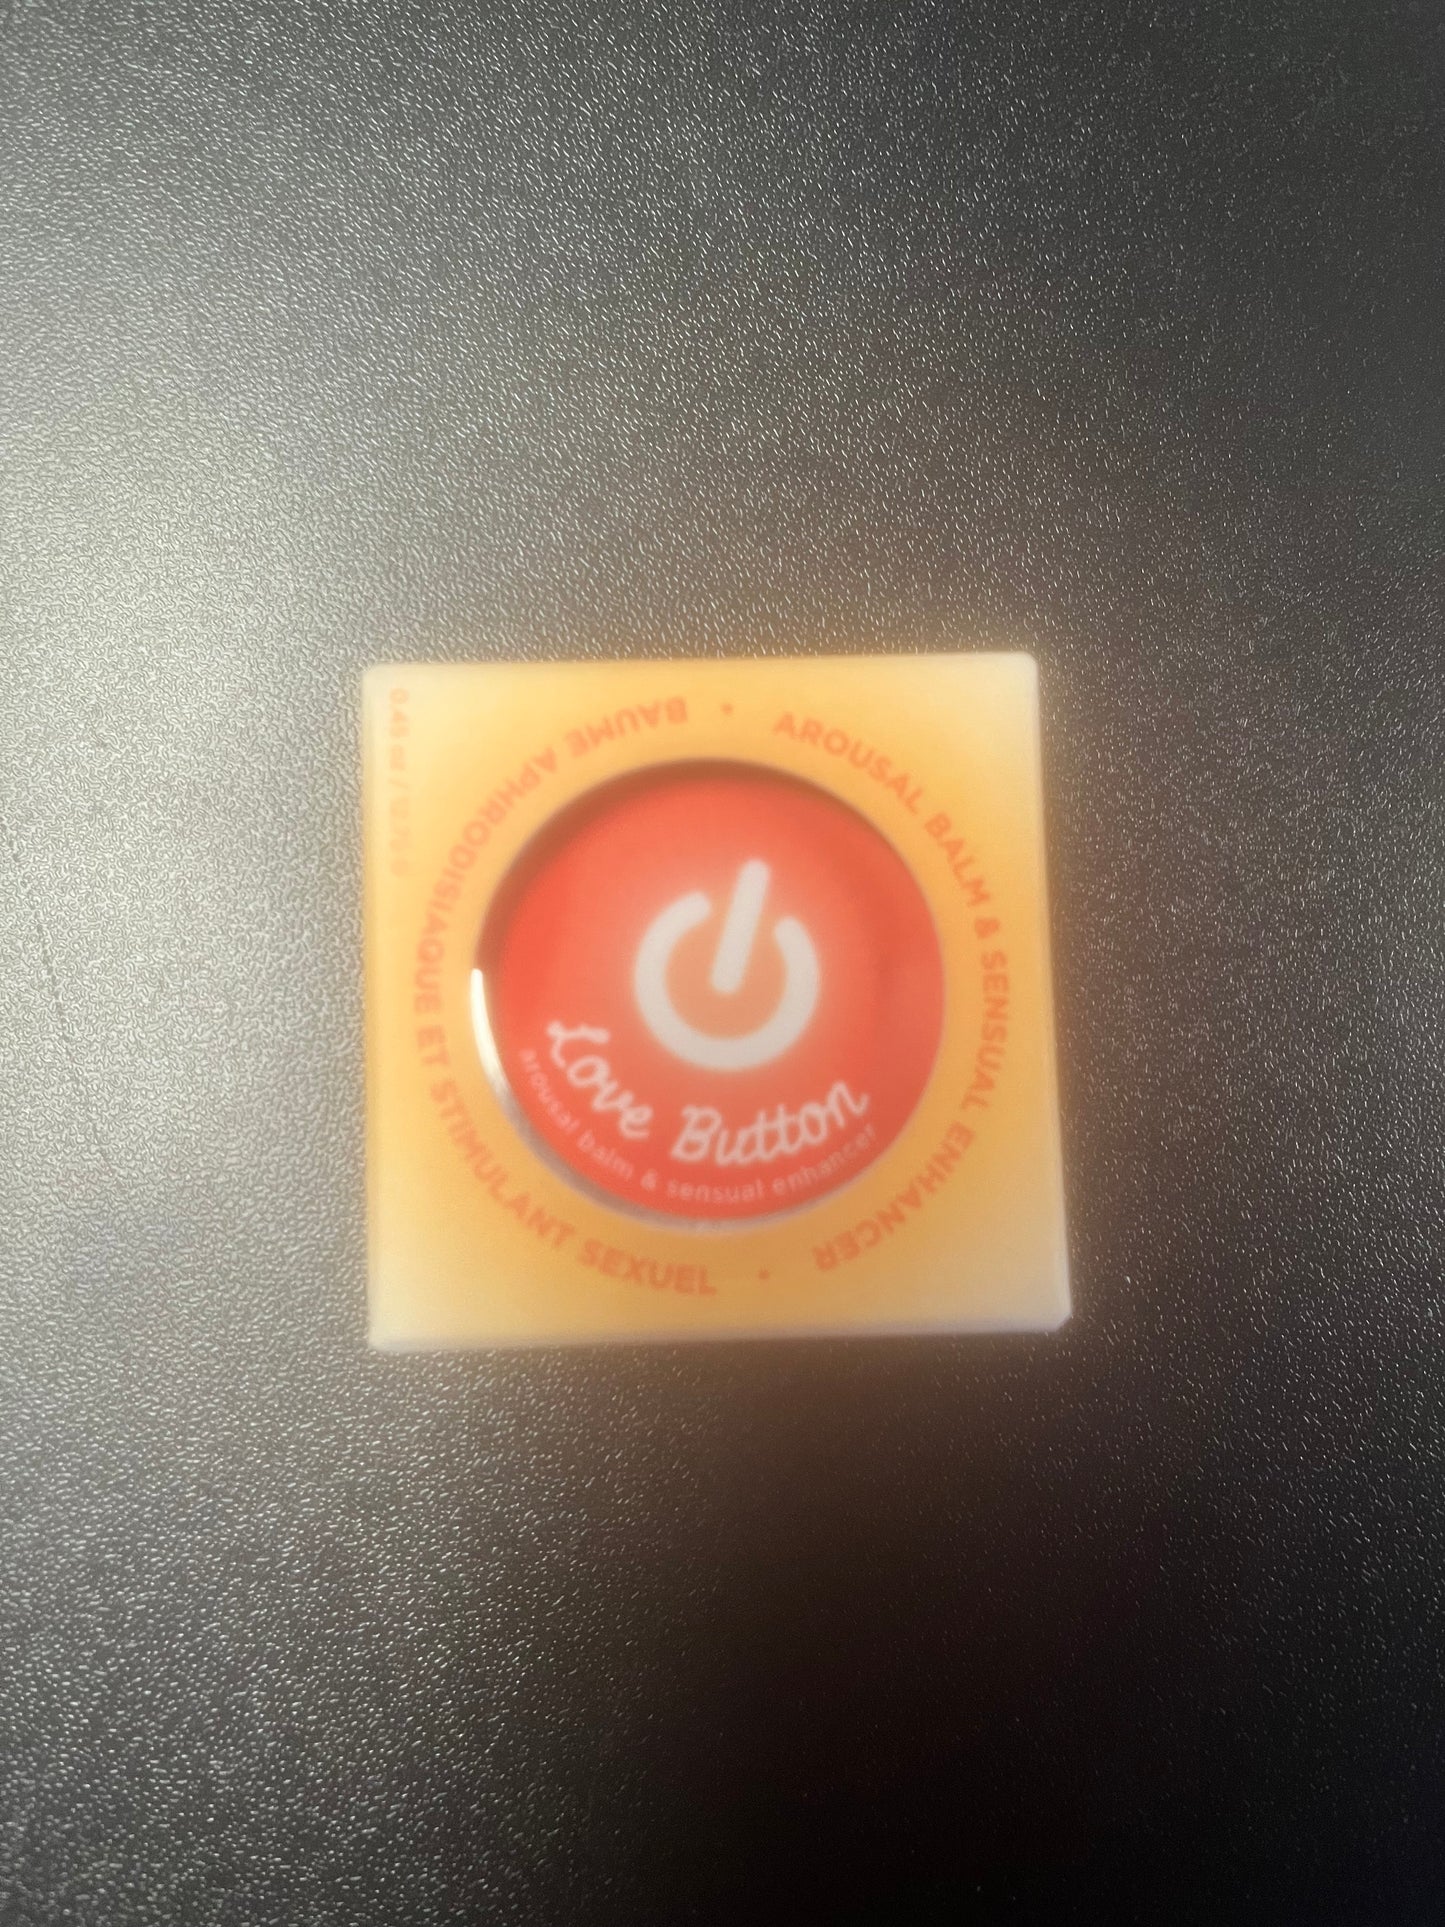 AROUSAL BALM & SENSUAL ENHANCER
•
BAUME APHRODISIAQUE ET STIMULANT SEXUEL
•
Love Button
arousal balm & sensual enhancer